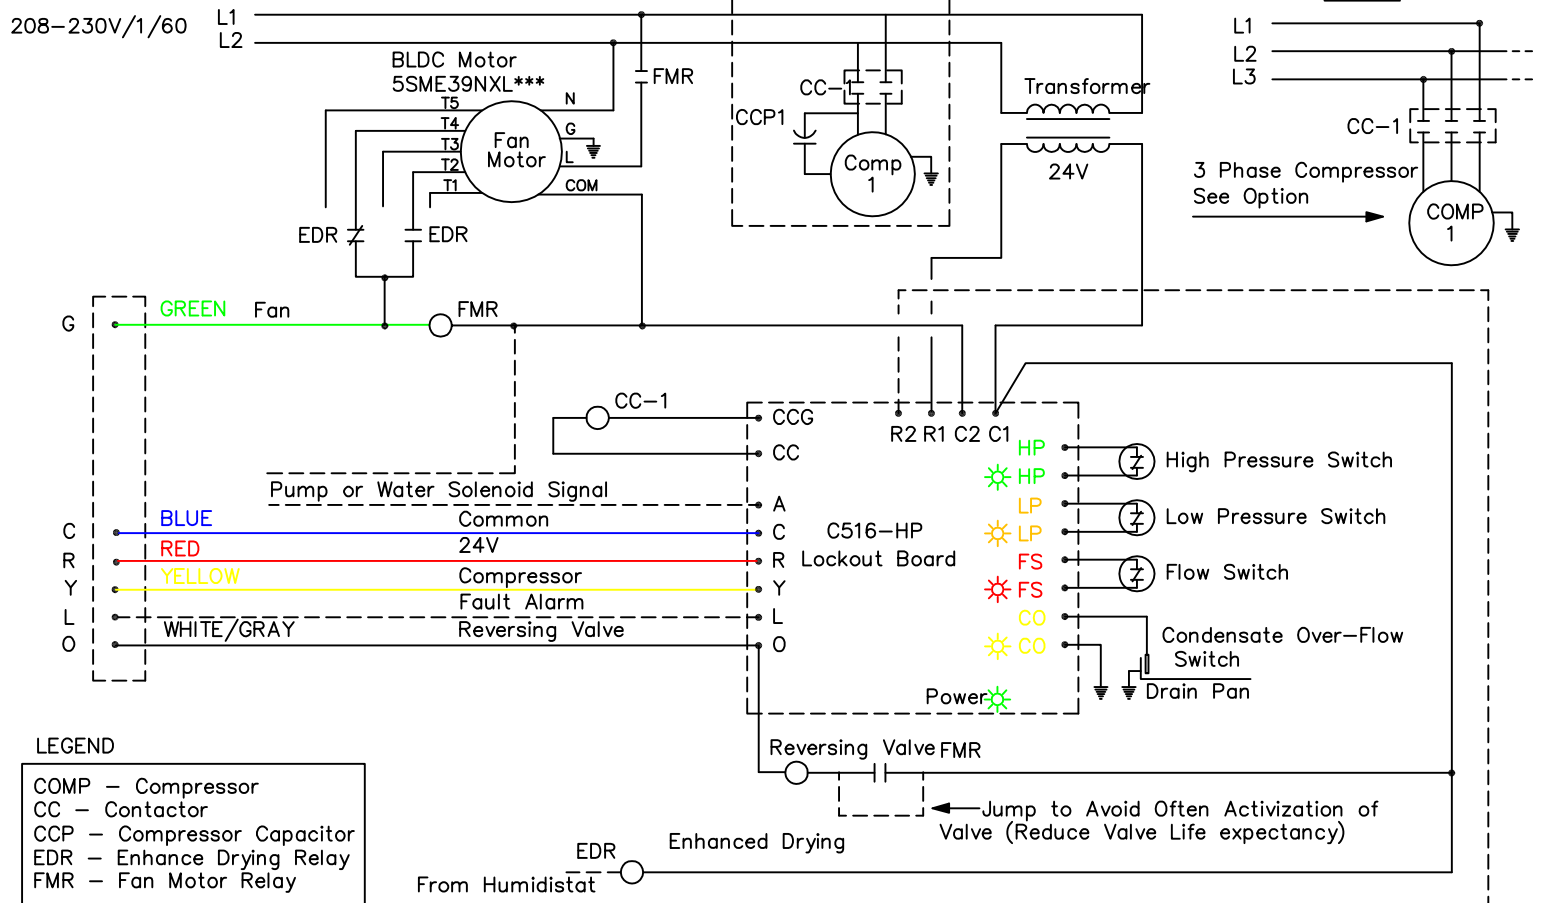 208-230V/1/60
L1
L2
BLDC Motor
5SME39NXL***
T5
T4
T3
T2
T1
Fan
Motor
N
G
L
COM
FMR
EDR
EDR
CC-1
CCP1
Comp
1
Transformer
24V
L1
L2
L3
CC-1
3 Phase Compressor
See Option
COMP
1
G
GREEN
Fan
FMR
CC-1
Pump or Water Solenoid Signal
C
BLUE
Common
R
RED
24V
Y
YELLOW
Compressor
L
Fault Alarm
O
WHITE/GRAY
Reversing Valve
CCG
CC
A
C
R
Y
L
O
R2
R1
C2
C1
C516-HP
Lockout Board
HP
HP
LP
LP
FS
FS
CO
CO
Power
High Pressure Switch
Low Pressure Switch
Flow Switch
Condensate Over-Flow
Switch
Drain Pan
Reversing Valve
FMR
Jump to Avoid Often Activization of
Valve (Reduce Valve Life expectancy)
Enhanced Drying
EDR
From Humidistat
LEGEND
COMP - Compressor
CC - Contactor
CCP - Compressor Capacitor
EDR - Enhance Drying Relay
FMR - Fan Motor Relay